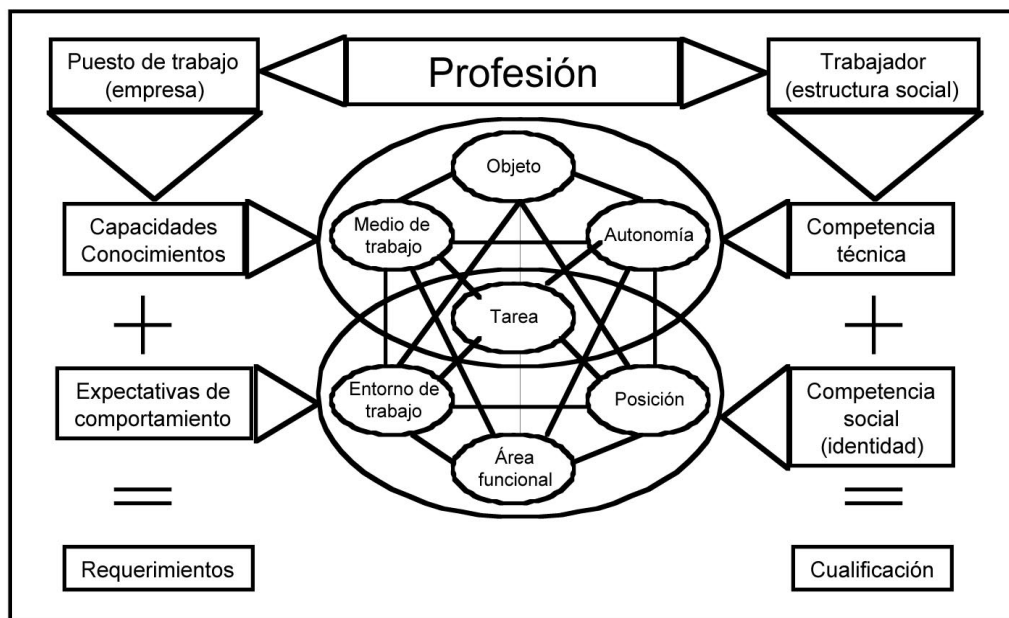 Puesto de trabajo
(empresa)
Profesión
Trabajador
(estructura social)
Objeto
Medio de
trabajo
Autonomía
Capacidades
Conocimientos
Competencia
técnica
+
+
Tarea
Expectativas de
comportamiento
Entorno de
trabajo
Posición
Competencia
social
(identidad)
Área
funcional
=
=
Requerimientos
Cualificación